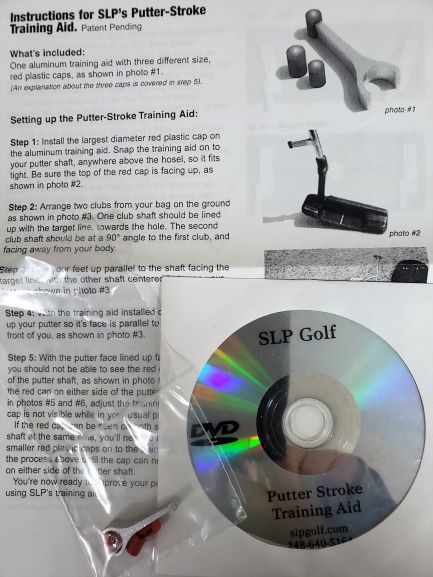 Instructions for SLP's Putter-Stroke
Training Aid. Patent Pending
What's included:
One aluminum training aid with three different size,
red plastic caps, as shown in photo #1.
(An explanation about the three caps is covered in step 5).
photo #1
Setting up the Putter-Stroke Training Aid:
Step 1: Install the largest diameter red plastic cap on
the aluminum training aid. Snap the training aid on to
your putter shaft, anywhere above the hosel, so it fits
tight. Be sure the top of the red cap is facing up, as
shown in photo #2.
photo #2
Step 2: Arrange two clubs from your bag on the ground
as shown in photo #3. One club shaft should be lined
up with the target line, towards the hole. The second
club shaft should be at a 90° angle to the first club, and
facing away from your body.
Step your feet up parallel to the shaft facing the
target line with the other shaft centered
shown in photo #3
Step 4: With the training aid installed
up your putter so it's face is parallel to
front of you, as shown in photo #3.
Step 5: With the putter face lined up
you should not be able to see the red
of the putter shaft, as shown in photo
the red cap on either side of the putte
in photos #5 and #6, adjust the
cap is not visible while in your usual
If the red cap can be seen on both
shaft at the same time, you'll
smaller red plastic caps on to the
the process above until the cap can
on either side of the putter shaft.
You're now ready to improve your
using SLP's training
SLP Golf
DVD
Putter Stroke
Training Aid
slpgolf.com
248-640-5164